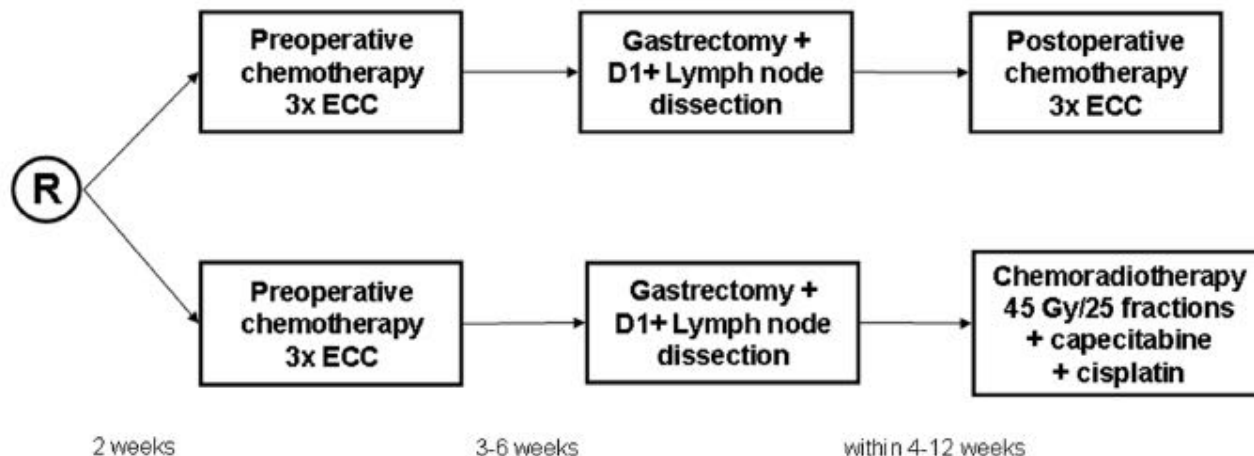 Preoperative
chemotherapy
3x ECC
Gastrectomy +
D1+ Lymph node
dissection
Postoperative
chemotherapy
3x ECC
R
Preoperative
chemotherapy
3x ECC
Gastrectomy +
D1+ Lymph node
dissection
Chemoradiotherapy
45 Gy/25 fractions
+ capecitabine
+ cisplatin
2 weeks
3-6 weeks
within 4-12 weeks